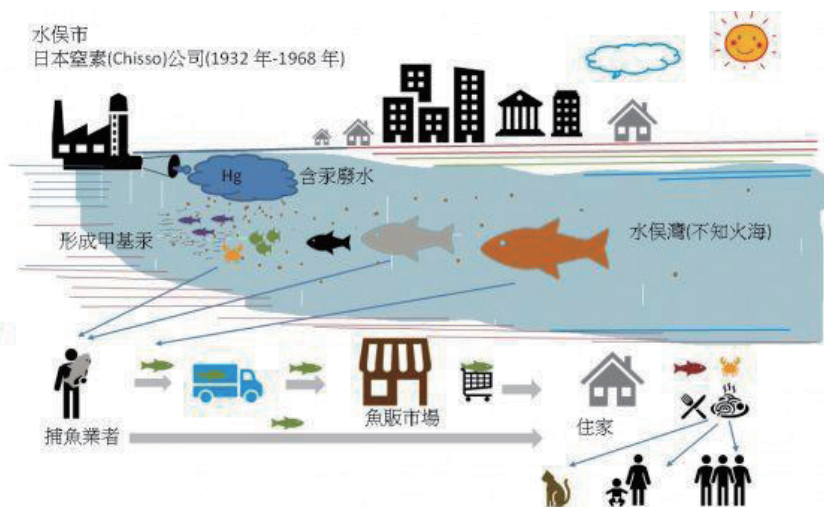 水俣市
日本窒素(Chisso)公司(1932 年-1968 年)
Hg
含汞廢水
形成甲基汞
水俣灣(不知火海)
魚販市場
捕魚業者
住家